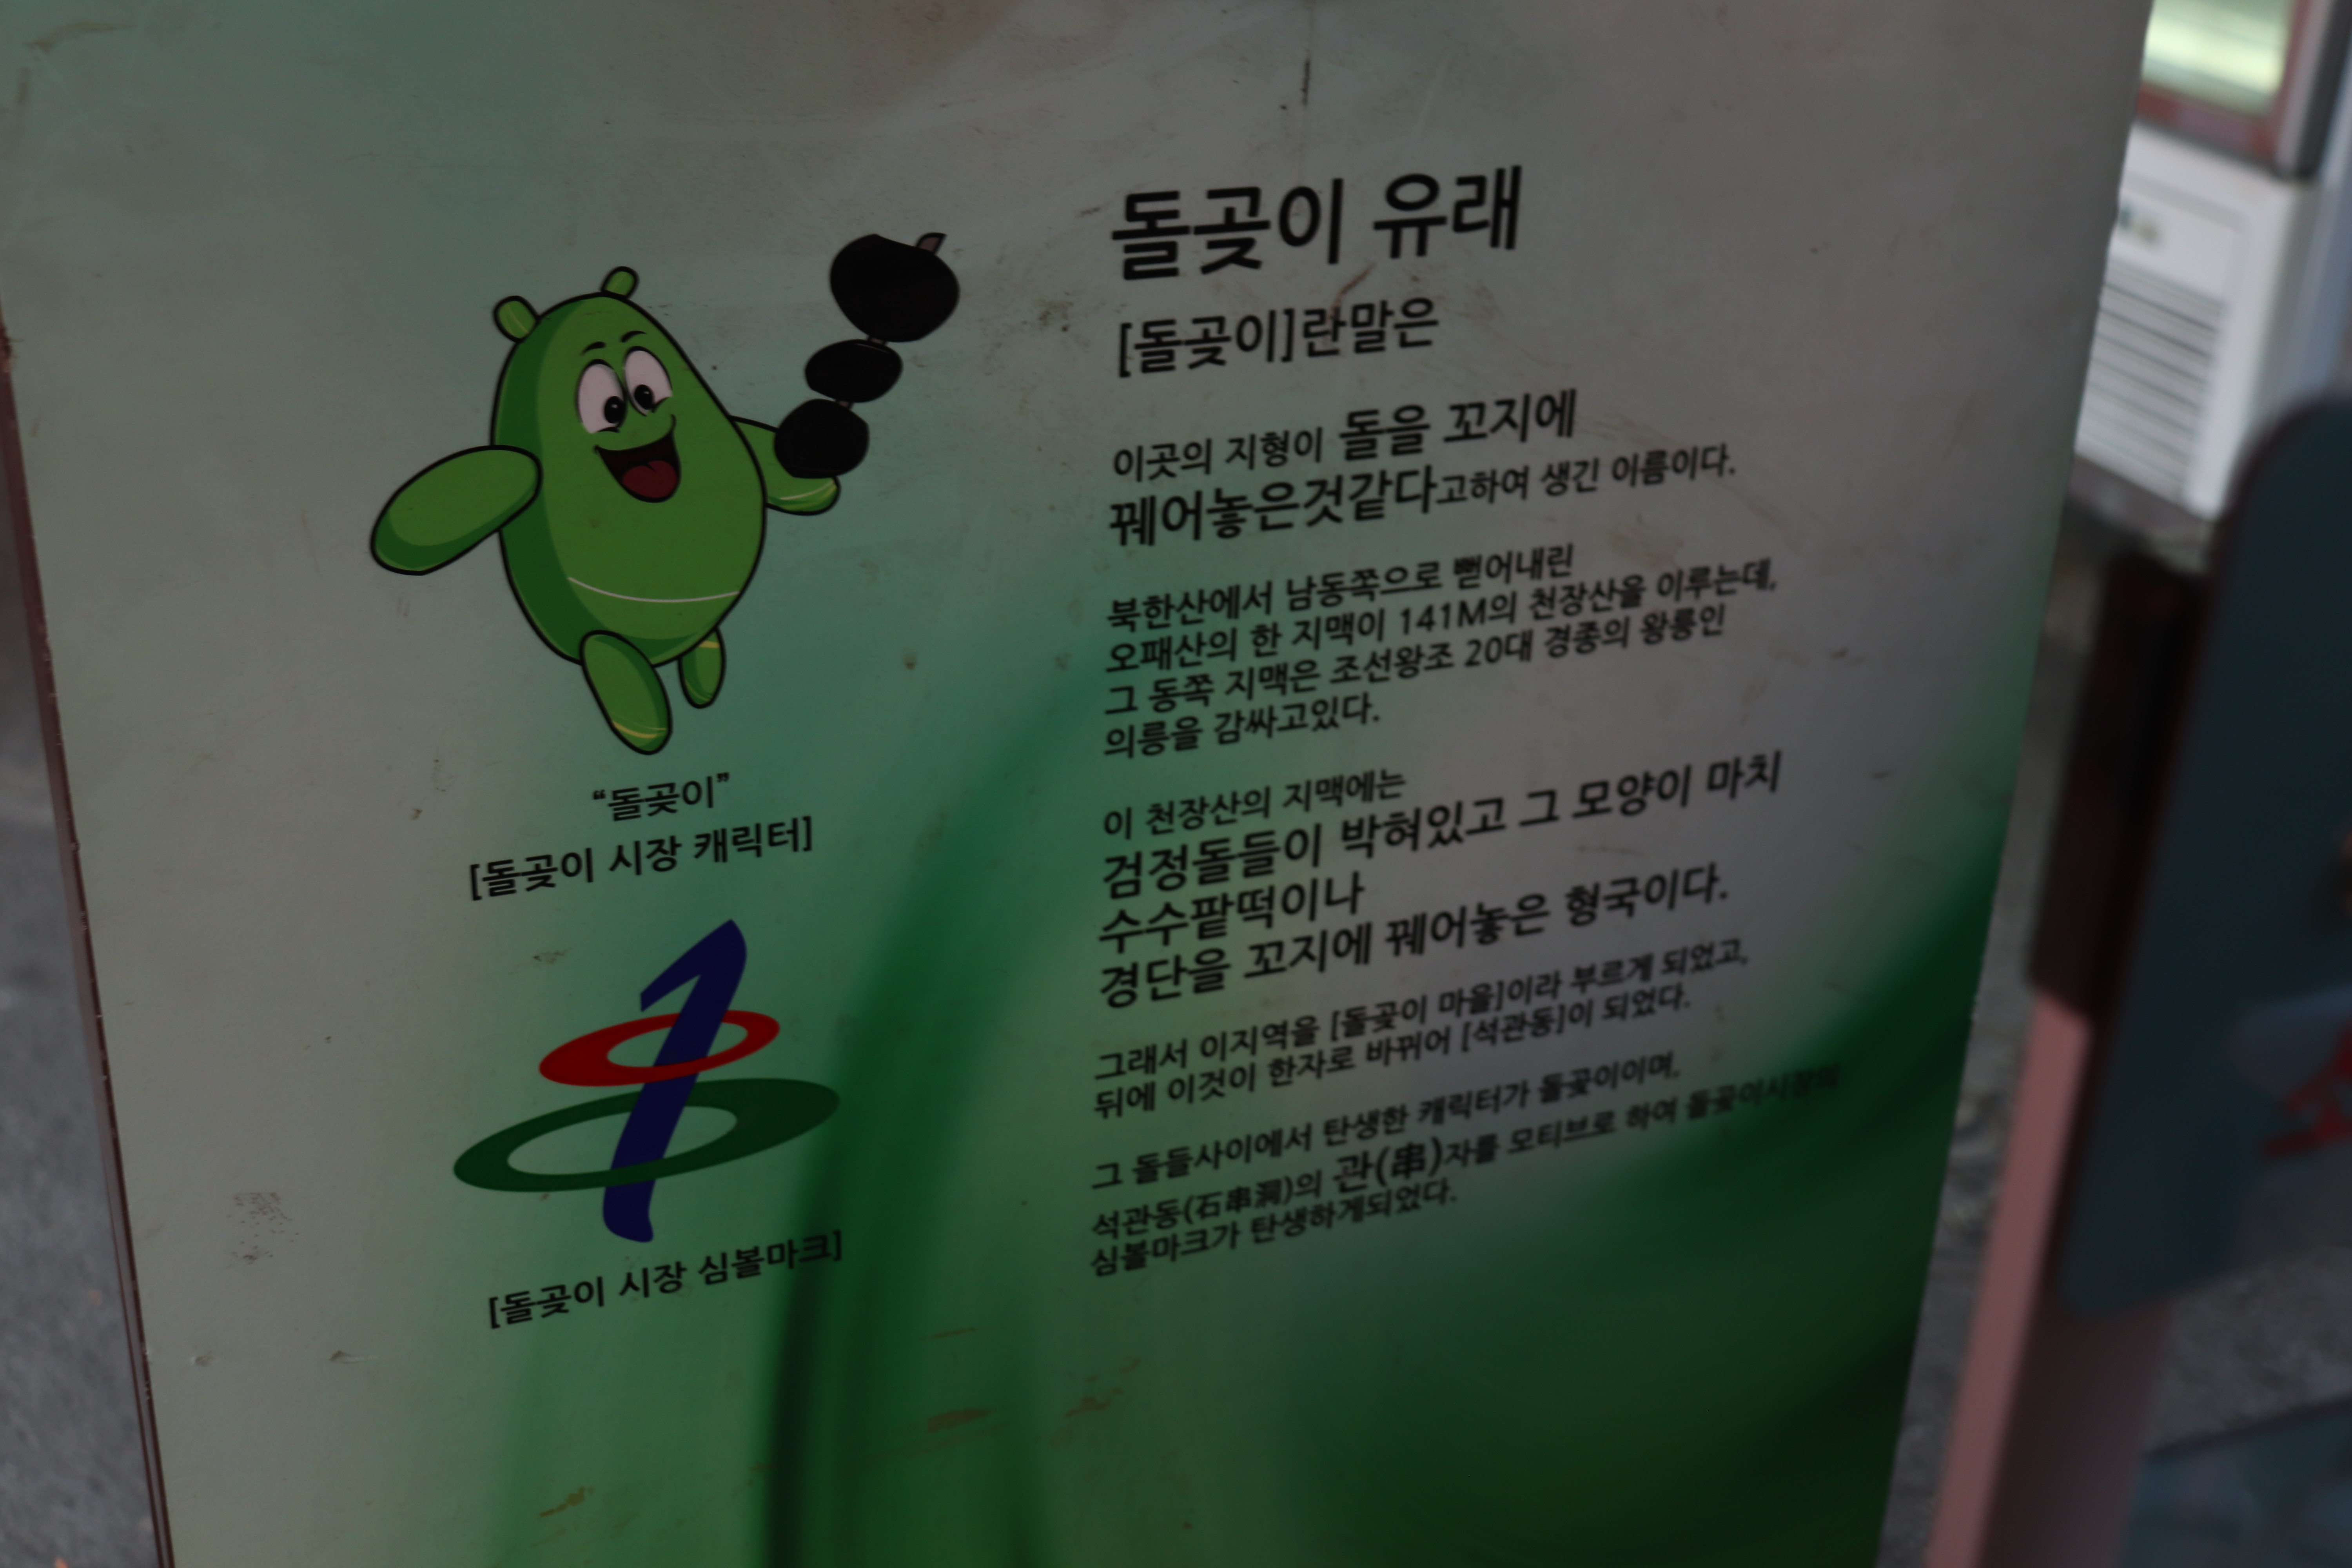 돌곶이 유래
[돌곶이]란말은
이곳의 지형이 돌을 꼬지에
꿰어놓은것같다고하여 생긴 이름이다.
북한산에서 남동쪽으로 뻗어내린
오패산의 한 지맥이 141M의 천장산을 이루는데,
그 동쪽 지맥은 조선왕조 20대 경종의 왕릉인
의릉을 감싸고있다.
이 천장산의 지맥에는
검정돌들이 박혀있고 그 모양이 마치
수수팥떡이나
경단을 꼬지에 꿰어놓은 형국이다.
그래서 이지역을 [돌곶이 마을]이라 부르게 되었고,
뒤에 이것이 한자로 바뀌어 [석관동]이 되었다.
그 돌들사이에서 탄생한 캐릭터가 돌곶이이며,
석관동(石串洞)의 관(串)자를 모티브로 하여 돌곶이시장의
심볼마크가 탄생하게되었다.
“돌곶이”
[돌곶이 시장 캐릭터]
[돌곶이 시장 심볼마크]